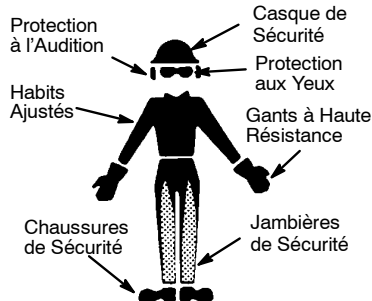 Protection
à l'Audition
Casque de
Sécurité
Protection
aux Yeux
Habits
Ajustés
Gants à Haute
Résistance
Chaussures
de Sécurité
Jambières
de Sécurité